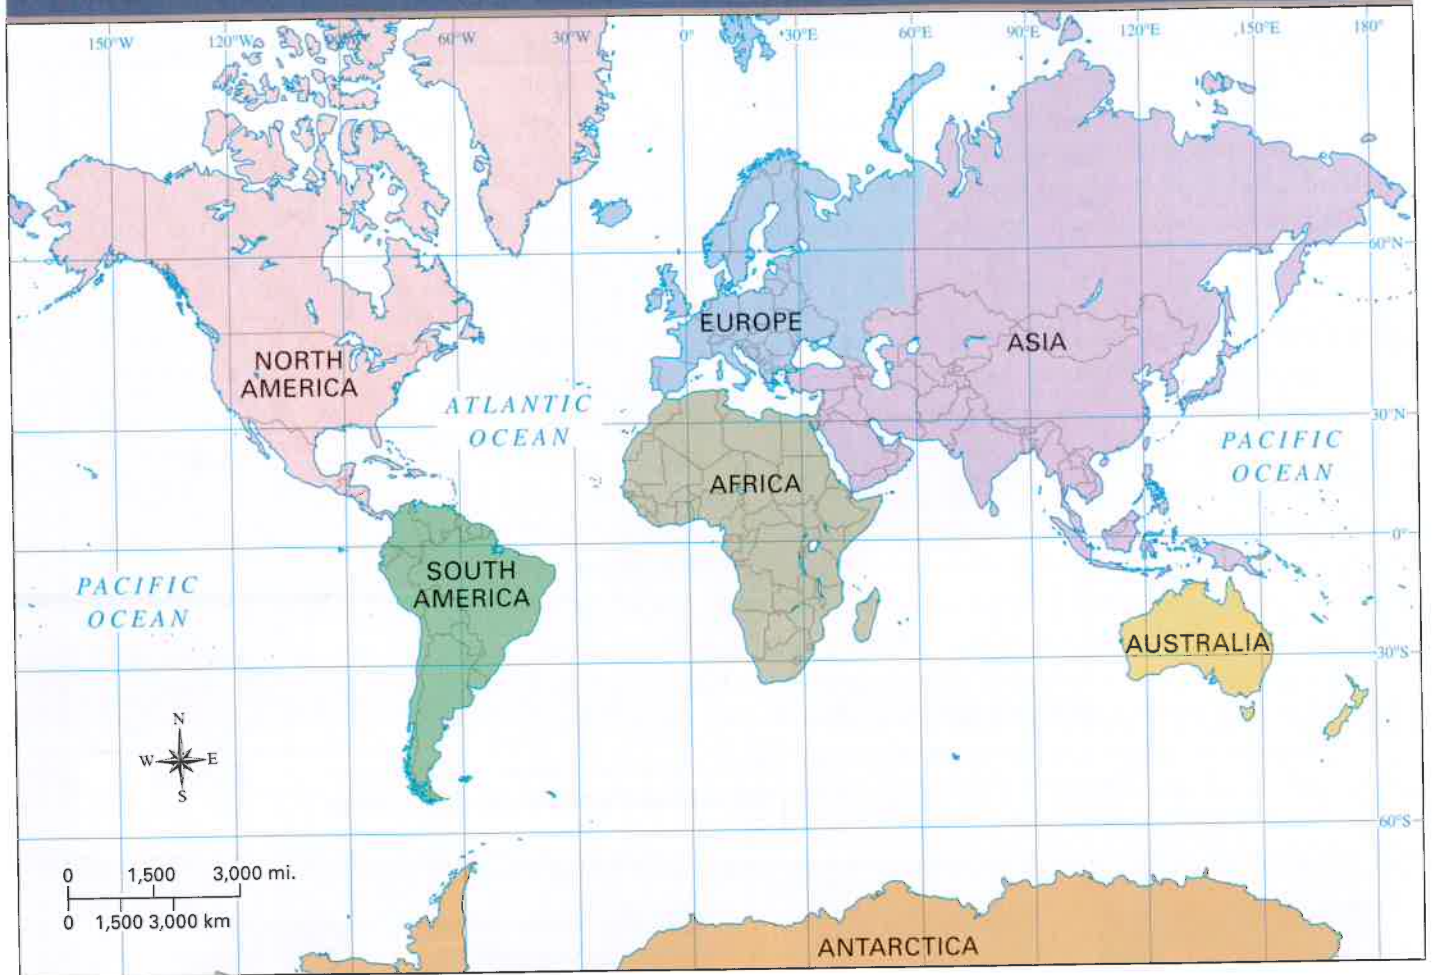 150°W 120°W 60°W 30°W 0° 30°E 60°E 90°E 120°E 150°E 180°
60°N
EUROPE
ASIA
NORTH
AMERICA
ATLANTIC
OCEAN
30°N
PACIFIC
OCEAN
AFRICA
0°
SOUTH
AMERICA
PACIFIC
OCEAN
AUSTRALIA
30°S
N
W E
S
60°S
0 1,500 3,000 mi.
0 1,500 3,000 km
ANTARCTICA